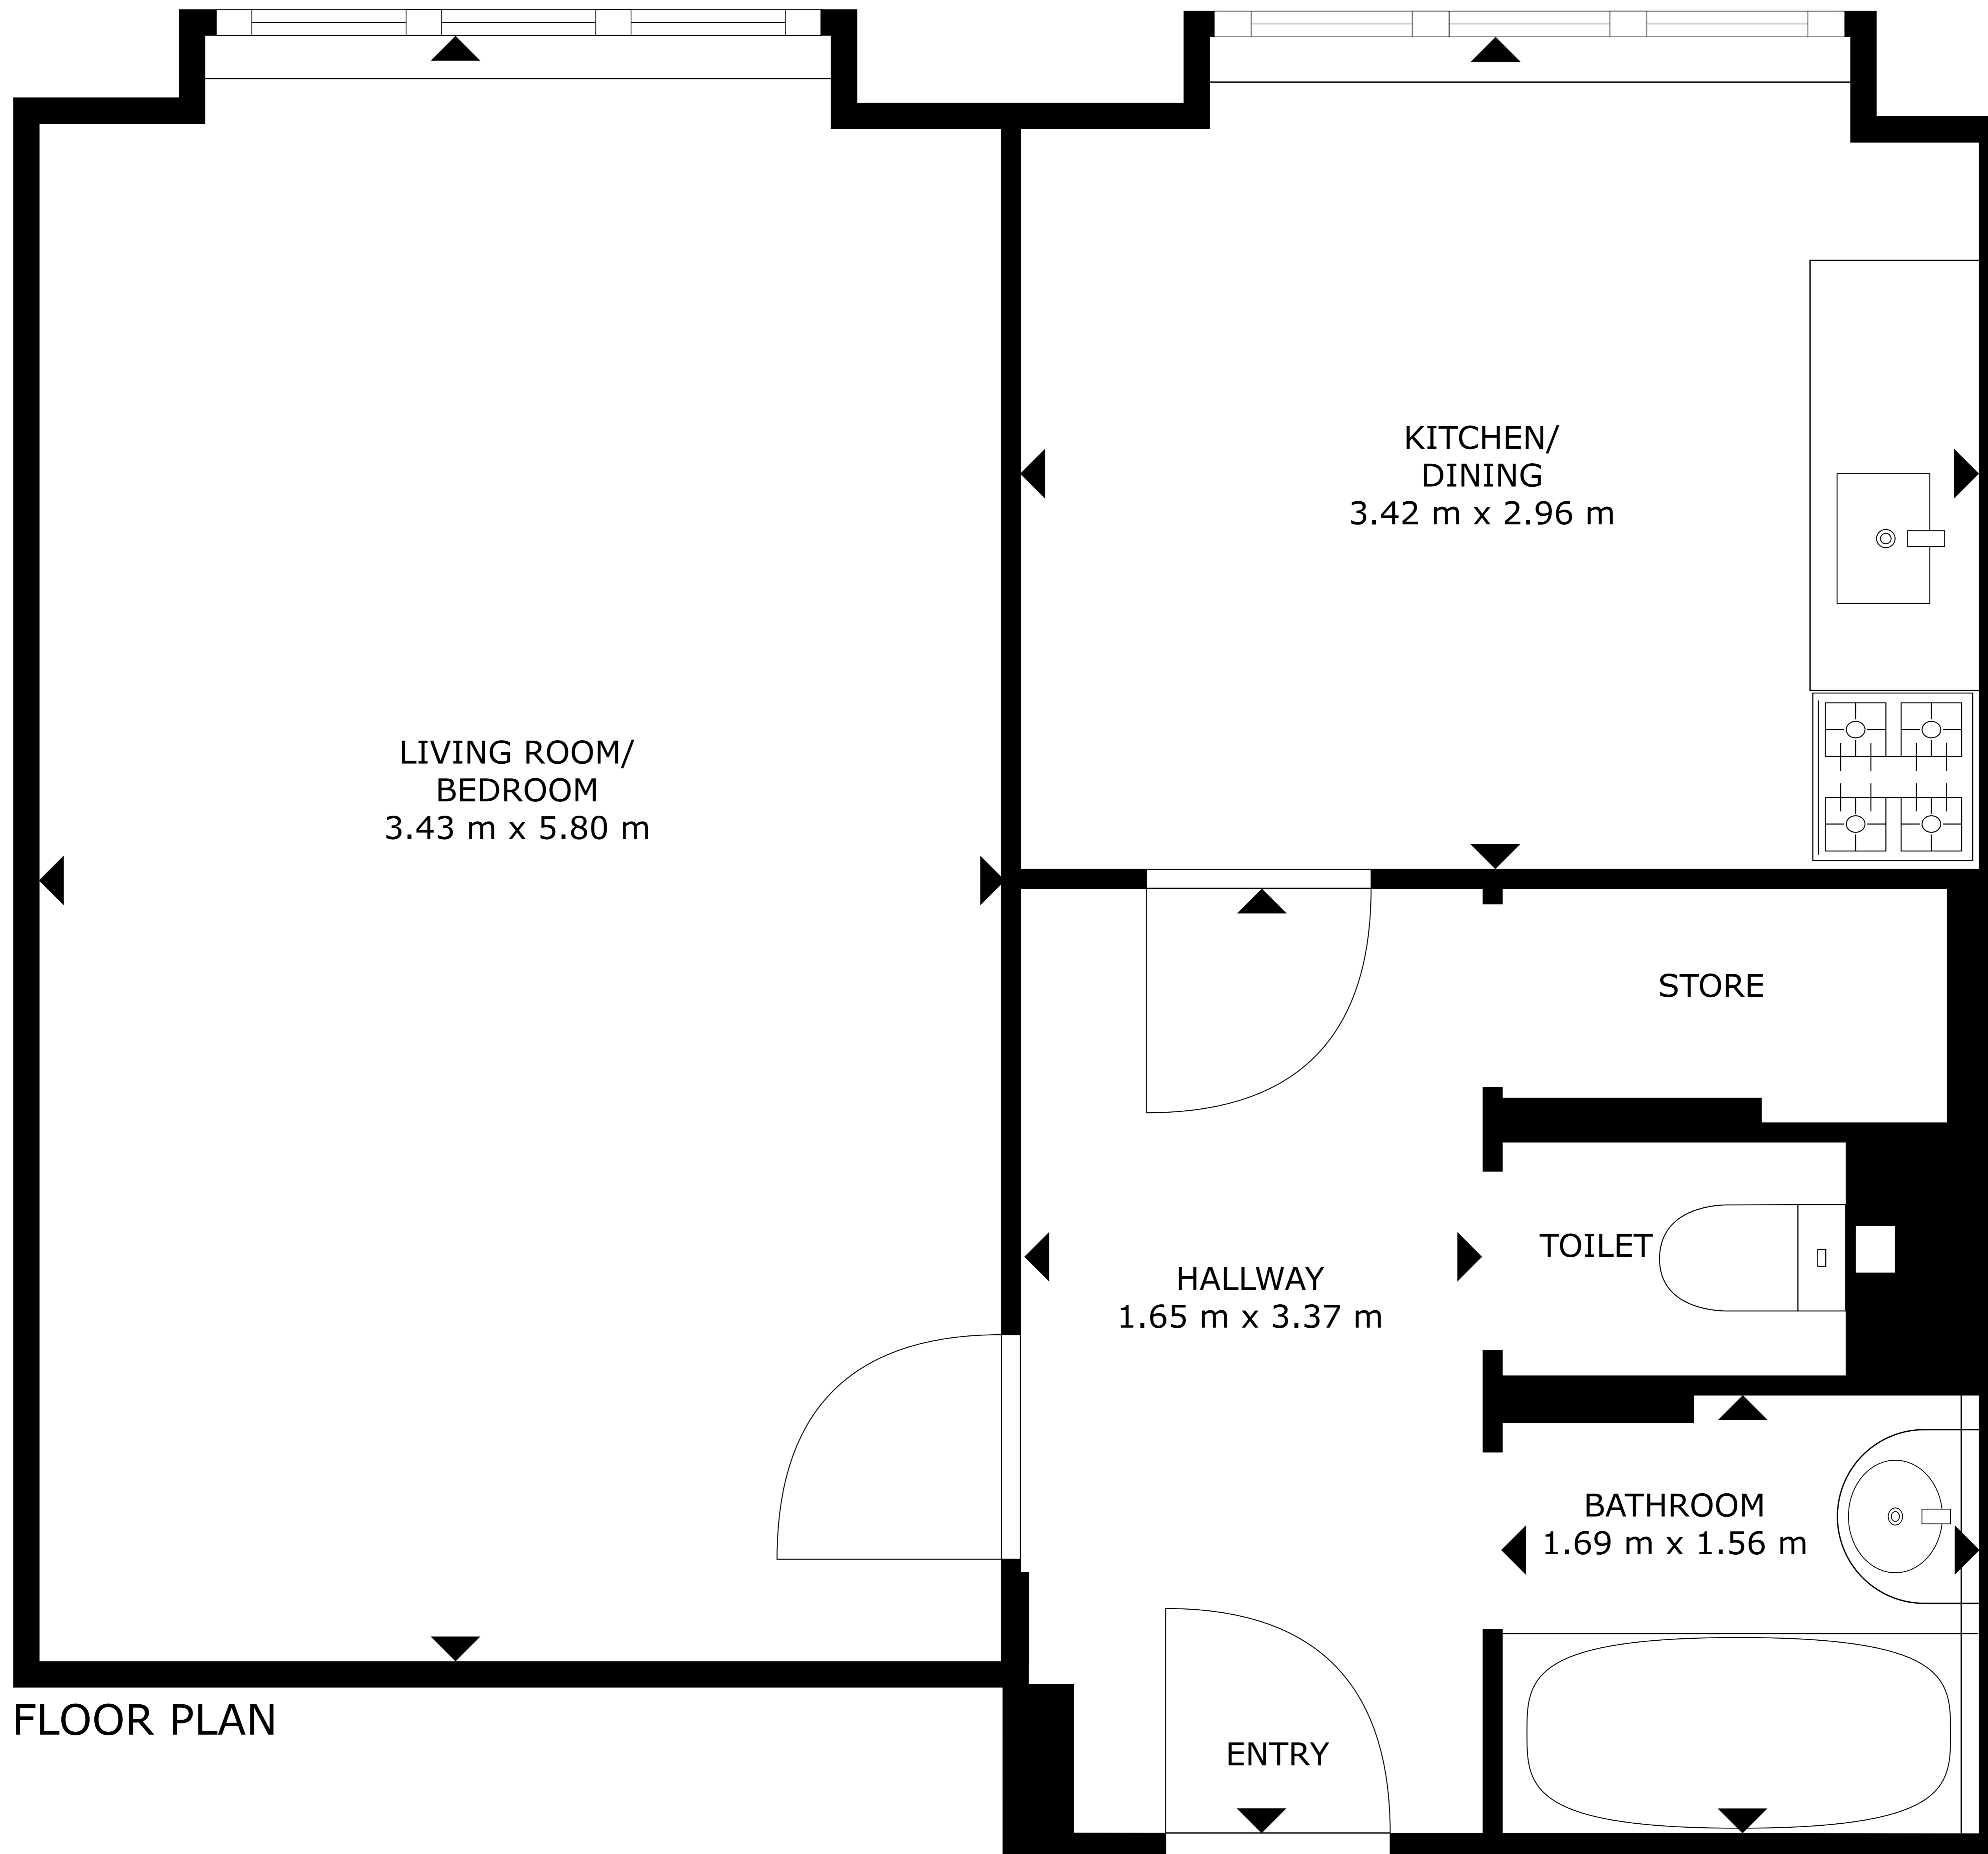 KITCHEN/
DINING
3.42 m x 2.96 m
LIVING ROOM/
BEDROOM
3.43 m x 5.80 m
STORE
TOILET
HALLWAY
1.65 m x 3.37 m
BATHROOM
1.69 m x 1.56 m
ENTRY
FLOOR PLAN